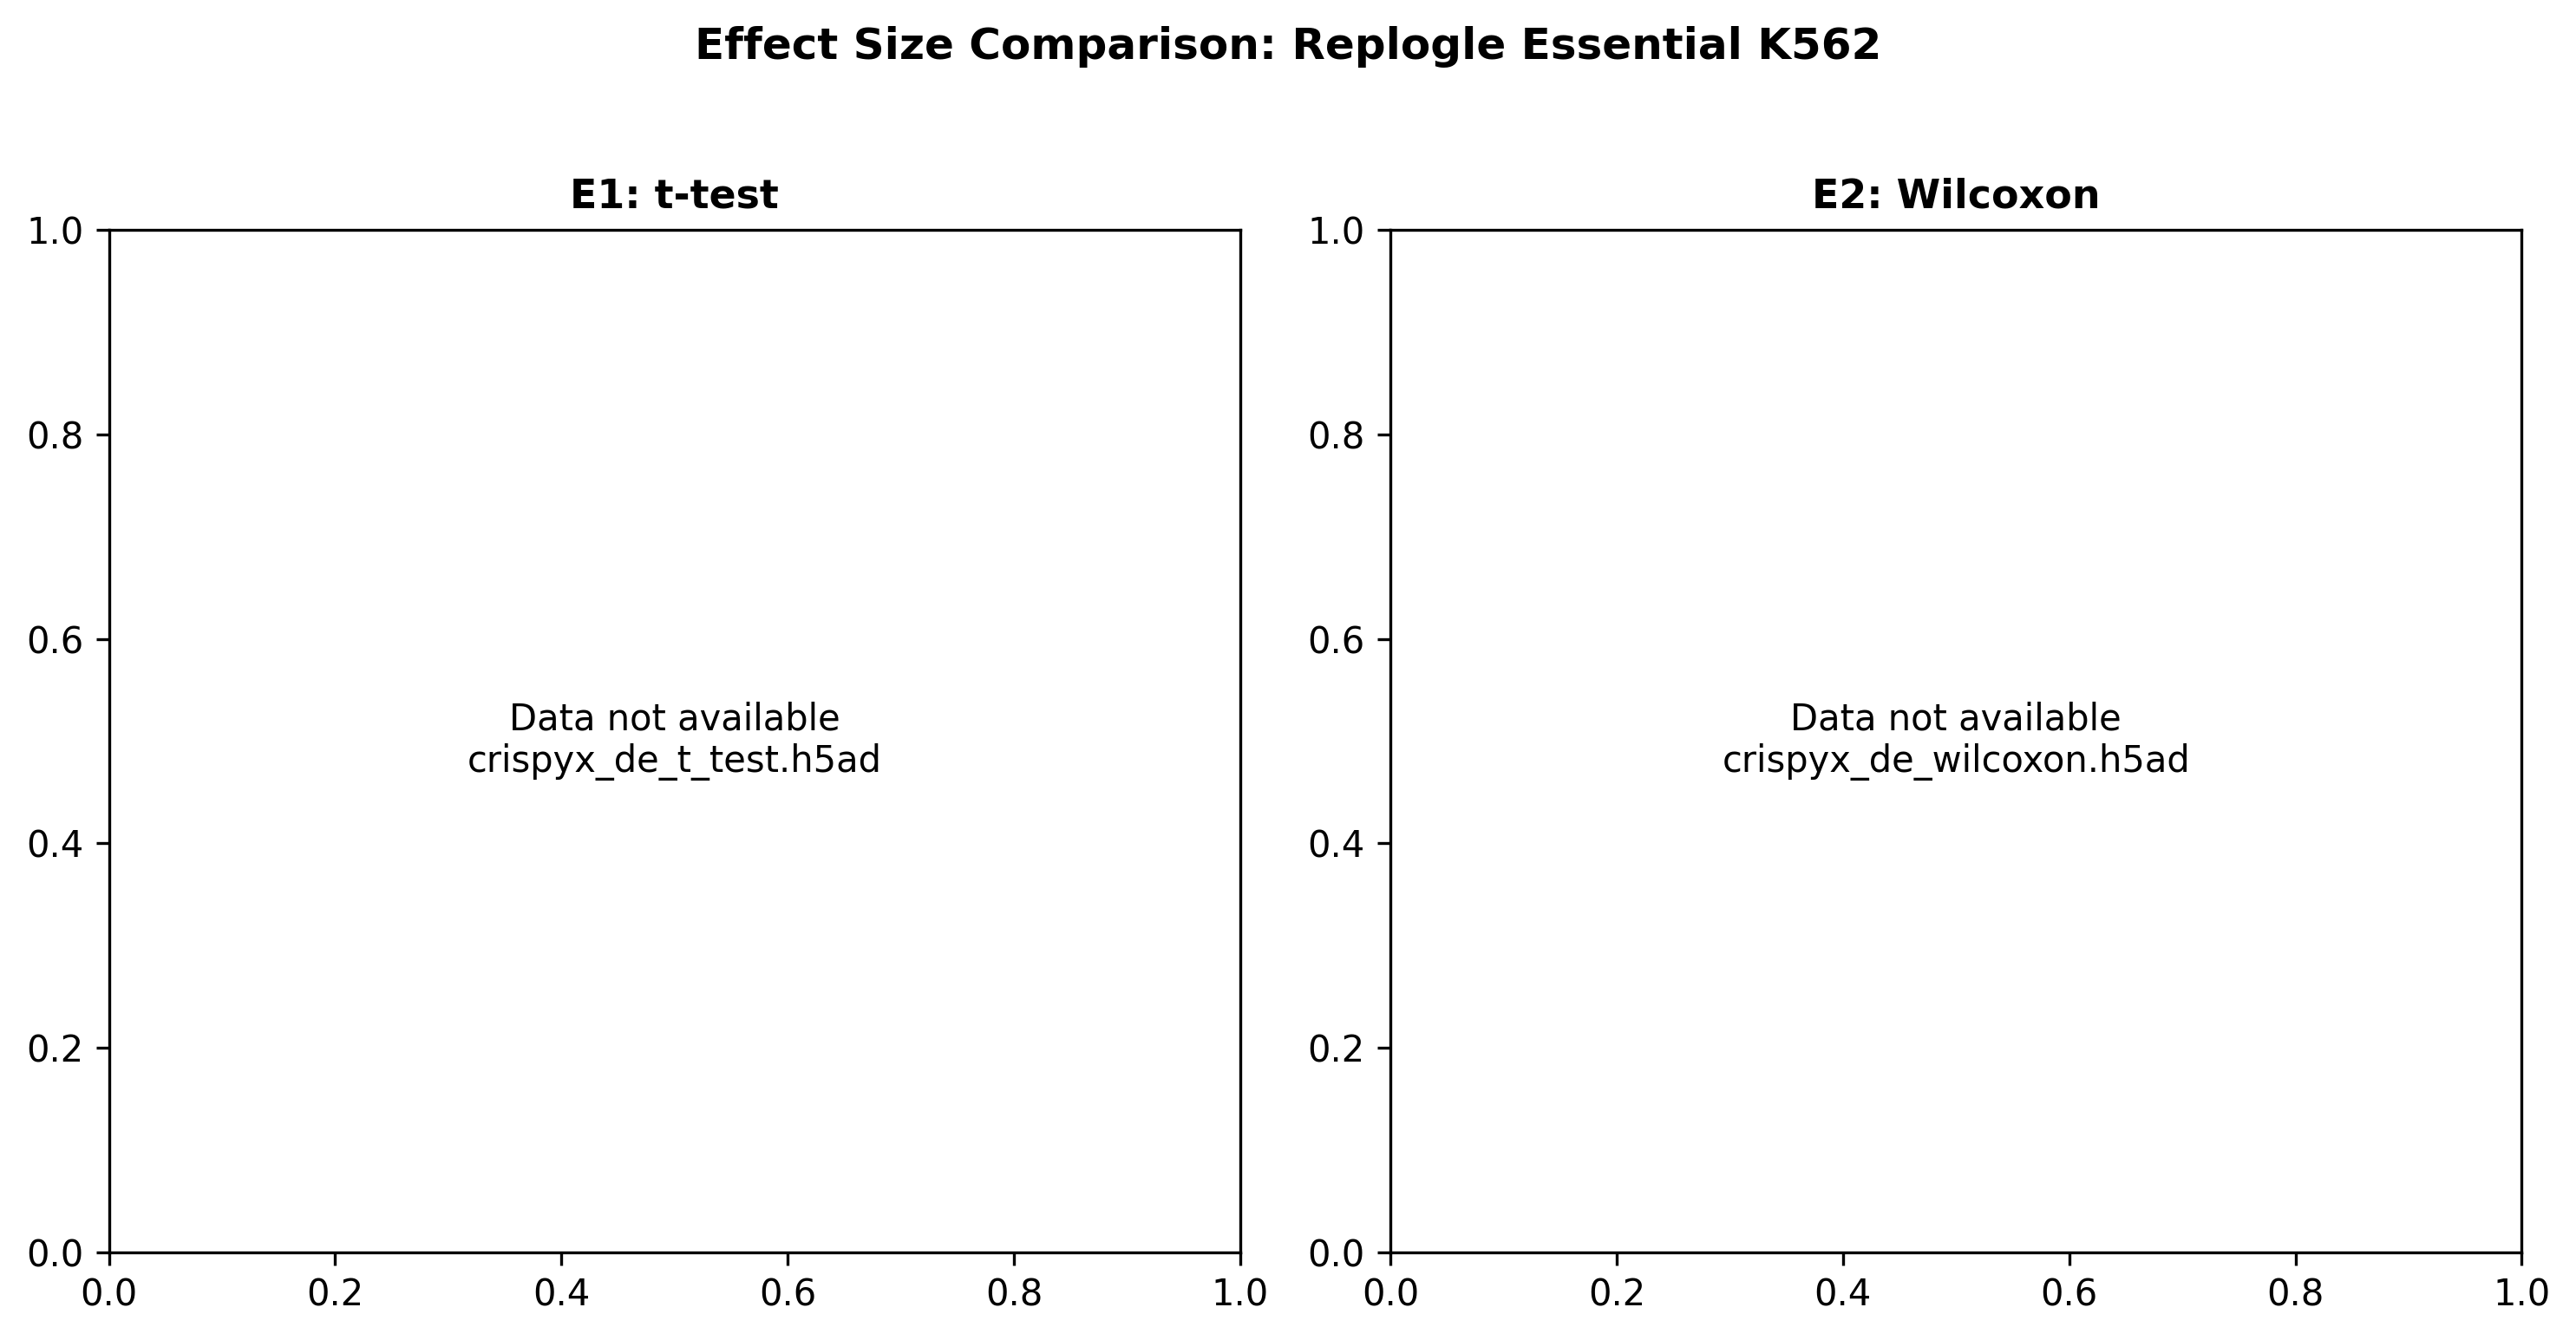 Effect Size Comparison: Replogle Essential K562
E1: t-test
1.0
0.8
0.6
0.4
0.2
0.0
Data not available
crispyx_de_t_test.h5ad
0.0 0.2 0.4 0.6 0.8 1.0
E2: Wilcoxon
1.0
0.8
0.6
0.4
0.2
0.0
Data not available
crispyx_de_wilcoxon.h5ad
0.0 0.2 0.4 0.6 0.8 1.0